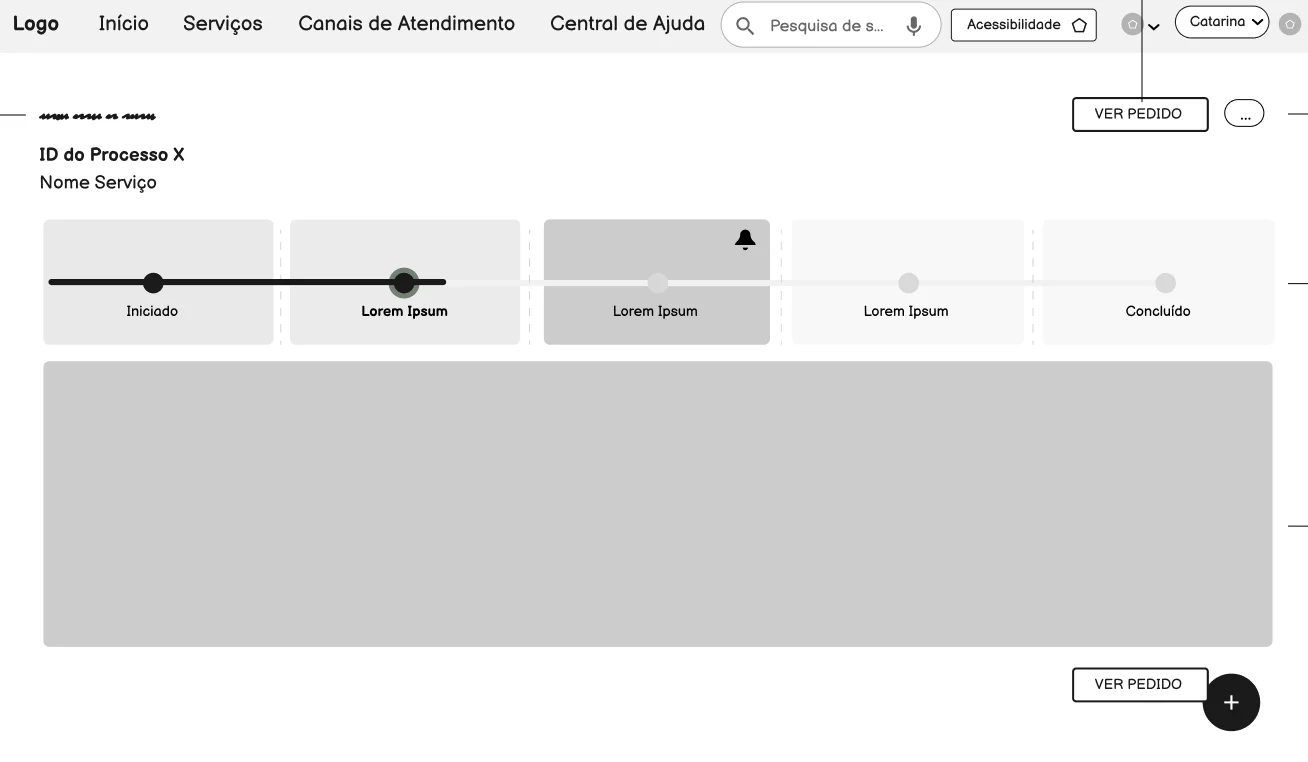 Logo Início Serviços Canais de Atendimento Central de Ajuda Pesquisa de s... Acessibilidade Catarina
VER PEDIDO ...
ID do Processo X
Nome Serviço
Iniciado Lorem Ipsum Lorem Ipsum Lorem Ipsum Concluído
VER PEDIDO +